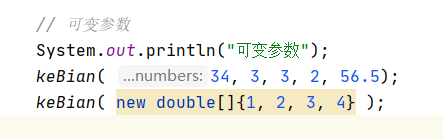 // 可变参数
System.out.println("可变参数");
keBian( ...numbers: 34, 3, 3, 2, 56.5);
keBian( new double[]{1, 2, 3, 4} );